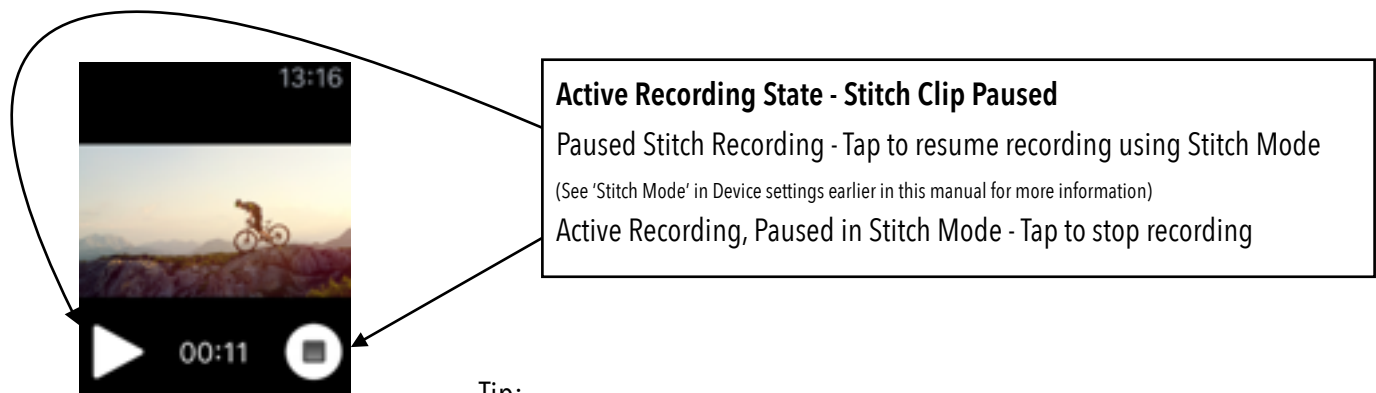 13:16
Active Recording State - Stitch Clip Paused
Paused Stitch Recording - Tap to resume recording using Stitch Mode
(See ‘Stitch Mode’ in Device settings earlier in this manual for more information)
Active Recording, Paused in Stitch Mode - Tap to stop recording
00:11
Tip: